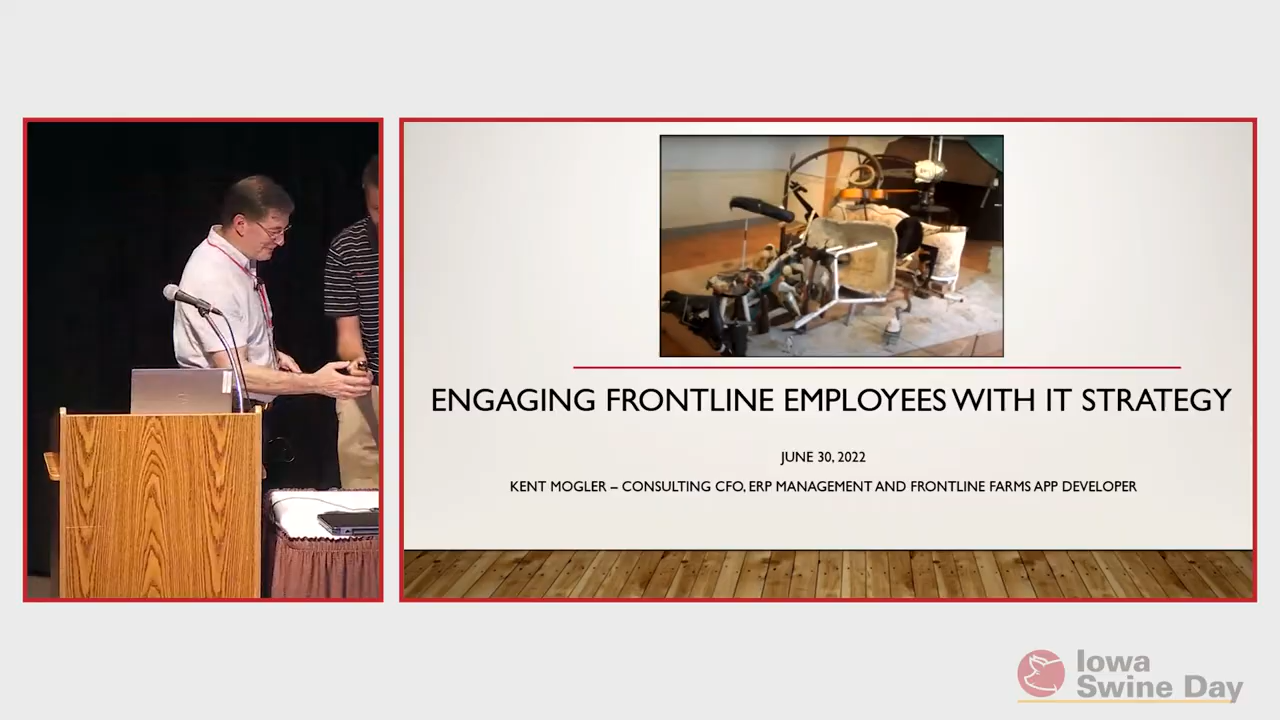 ENGAGING FRONTLINE EMPLOYEES WITH IT STRATEGY
JUNE 30, 2022
KENT MOGLER – CONSULTING CFO, ERP MANAGEMENT AND FRONTLINE FARMS APP DEVELOPER
Iowa
Swine Day